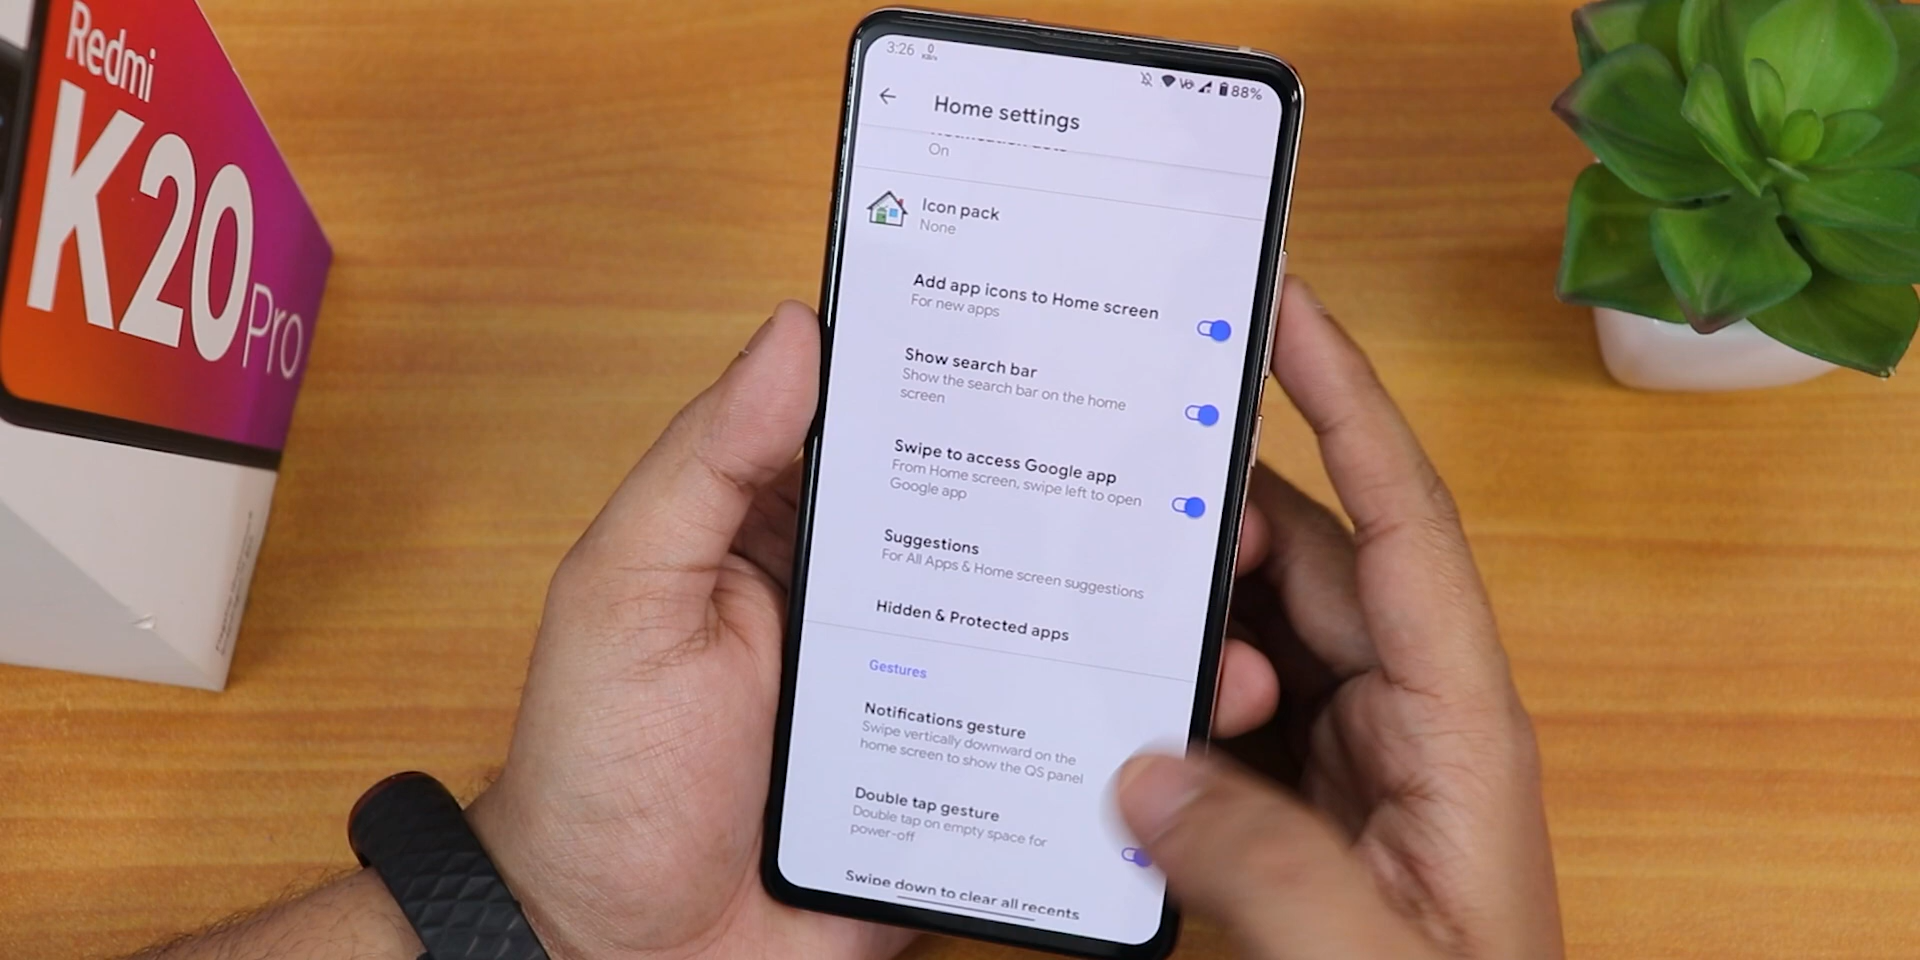 Redmi
K20 Pro
3:26 0
KB/s
88%
Home settings
On
Icon pack
None
Add app icons to Home screen
For new apps
Show search bar
Show the search bar on the home
screen
Swipe to access Google app
From Home screen, swipe left to open
Google app
Suggestions
For All Apps & Home screen suggestions
Hidden & Protected apps
Gestures
Notifications gesture
Swipe vertically downward on the
home screen to show the QS panel
Double tap gesture
Double tap on empty space for
power-off
Swipe down to clear all recents